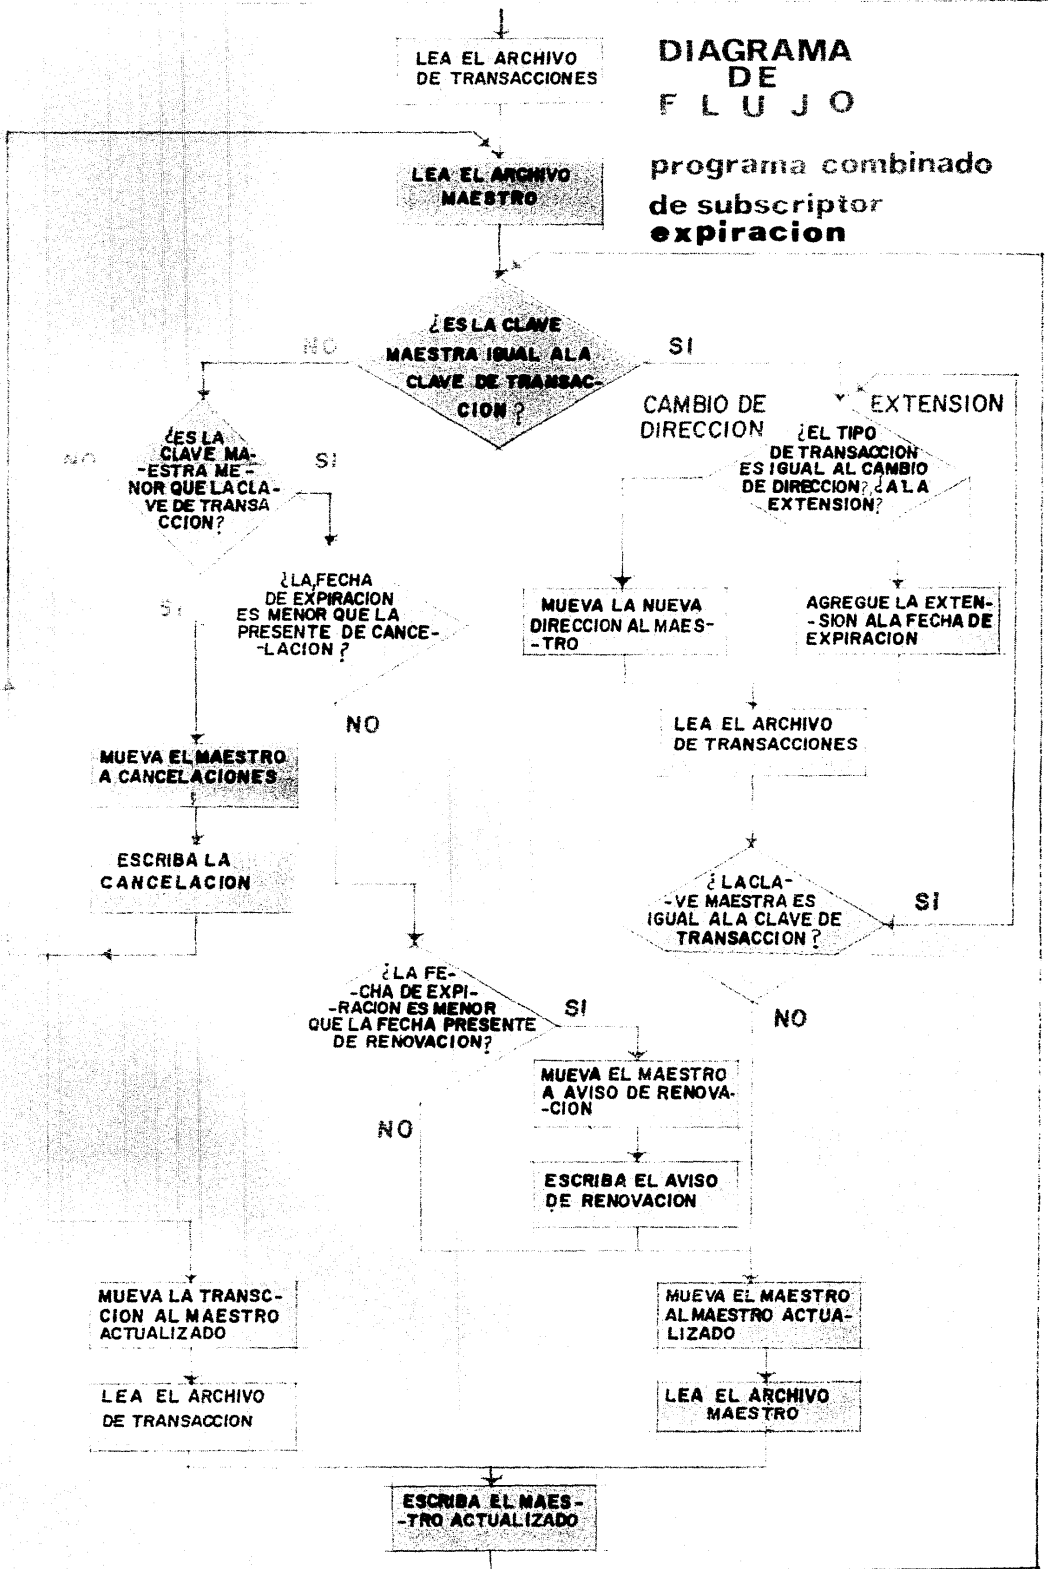 LEA EL ARCHIVO
DE TRANSACCIONES
DIAGRAMA
DE
FLUJO
programa combinado
de subscriptor
expiracion
LEA EL ARCHIVO
MAESTRO
¿ES LA CLAVE
MAESTRA IGUAL ALA
CLAVE DE TRANSAC-
CION?
NO
SI
CAMBIO DE
DIRECCION
EXTENSION
¿EL TIPO
DE TRANSACCION
ES IGUAL AL CAMBIO
DE DIRECCION?,¿ALA
EXTENSION?
¿ES LA
CLAVE MA-
-ESTRA ME-
NOR QUE LA CLA-
VE DE TRANSA
CCION?
NO
SI
¿LA FECHA
DE EXPIRACION
ES MENOR QUE LA
PRESENTE DE CANCE-
-LACION?
SI
NO
MUEVA LA NUEVA
DIRECCION AL MAES-
-TRO
AGREGUE LA EXTEN-
-SION ALA FECHA DE
EXPIRACION
LEA EL ARCHIVO
DE TRANSACCIONES
MUEVA EL MAESTRO
A CANCELACIONES
ESCRIBA LA
CANCELACION
¿LA CLA-
-VE MAESTRA ES
IGUAL ALA CLAVE DE
TRANSACCION?
SI
NO
¿LA FE-
-CHA DE EXPI-
-RACION ES MENOR
QUE LA FECHA PRESENTE
DE RENOVACION?
SI
NO
MUEVA EL MAESTRO
A AVISO DE RENOVA-
-CION
ESCRIBA EL AVISO
DE RENOVACION
MUEVA LA TRANSC-
CION AL MAESTRO
ACTUALIZADO
LEA EL ARCHIVO
DE TRANSACCION
MUEVA EL MAESTRO
AL MAESTRO ACTUA-
LIZADO
LEA EL ARCHIVO
MAESTRO
ESCRIBA EL MAES-
-TRO ACTUALIZADO